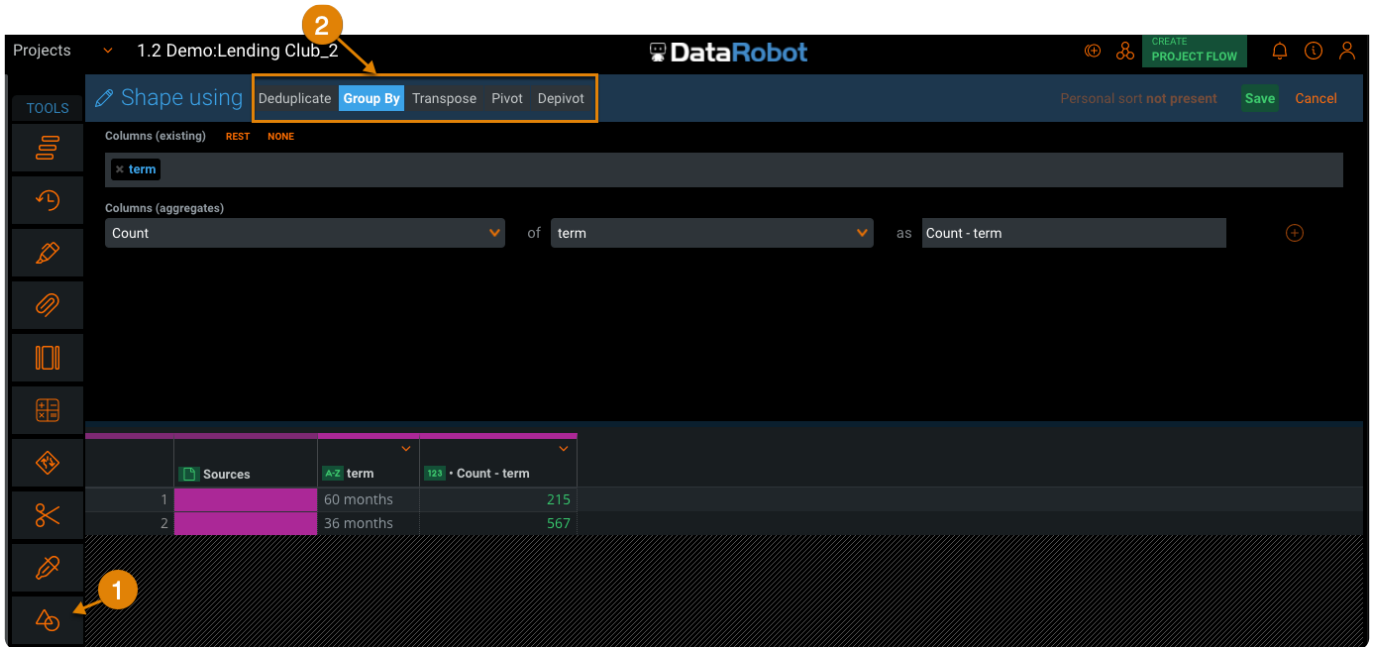 2
Projects 1.2 Demo:Lending Club_2 DataRobot CREATE PROJECT FLOW
TOOLS Shape using Deduplicate Group By Transpose Pivot Depivot Personal sort not present Save Cancel
Columns (existing) REST NONE
× term
Columns (aggregates)
Count of term as Count - term
Sources A-Z term 123 • Count - term
1 60 months 215
2 36 months 567
1